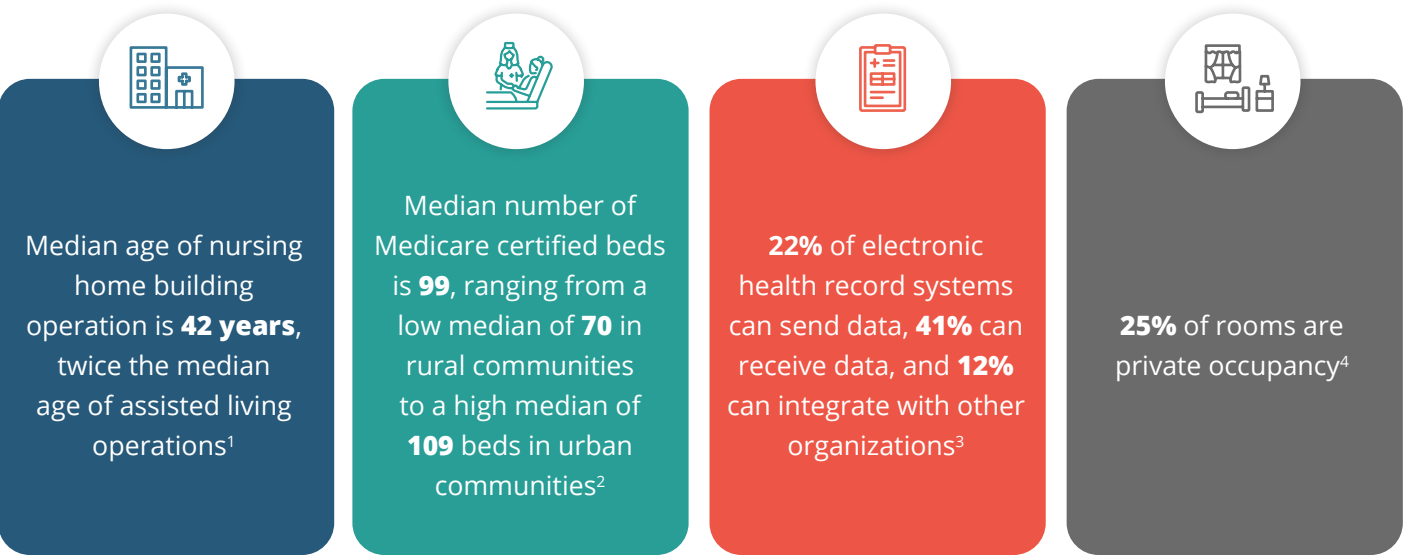 Median age of nursing
home building
operation is 42 years,
twice the median
age of assisted living
operations¹
Median number of
Medicare certified beds
is 99, ranging from a
low median of 70 in
rural communities
to a high median of
109 beds in urban
communities²
22% of electronic
health record systems
can send data, 41% can
receive data, and 12%
can integrate with other
organizations³
25% of rooms are
private occupancy⁴